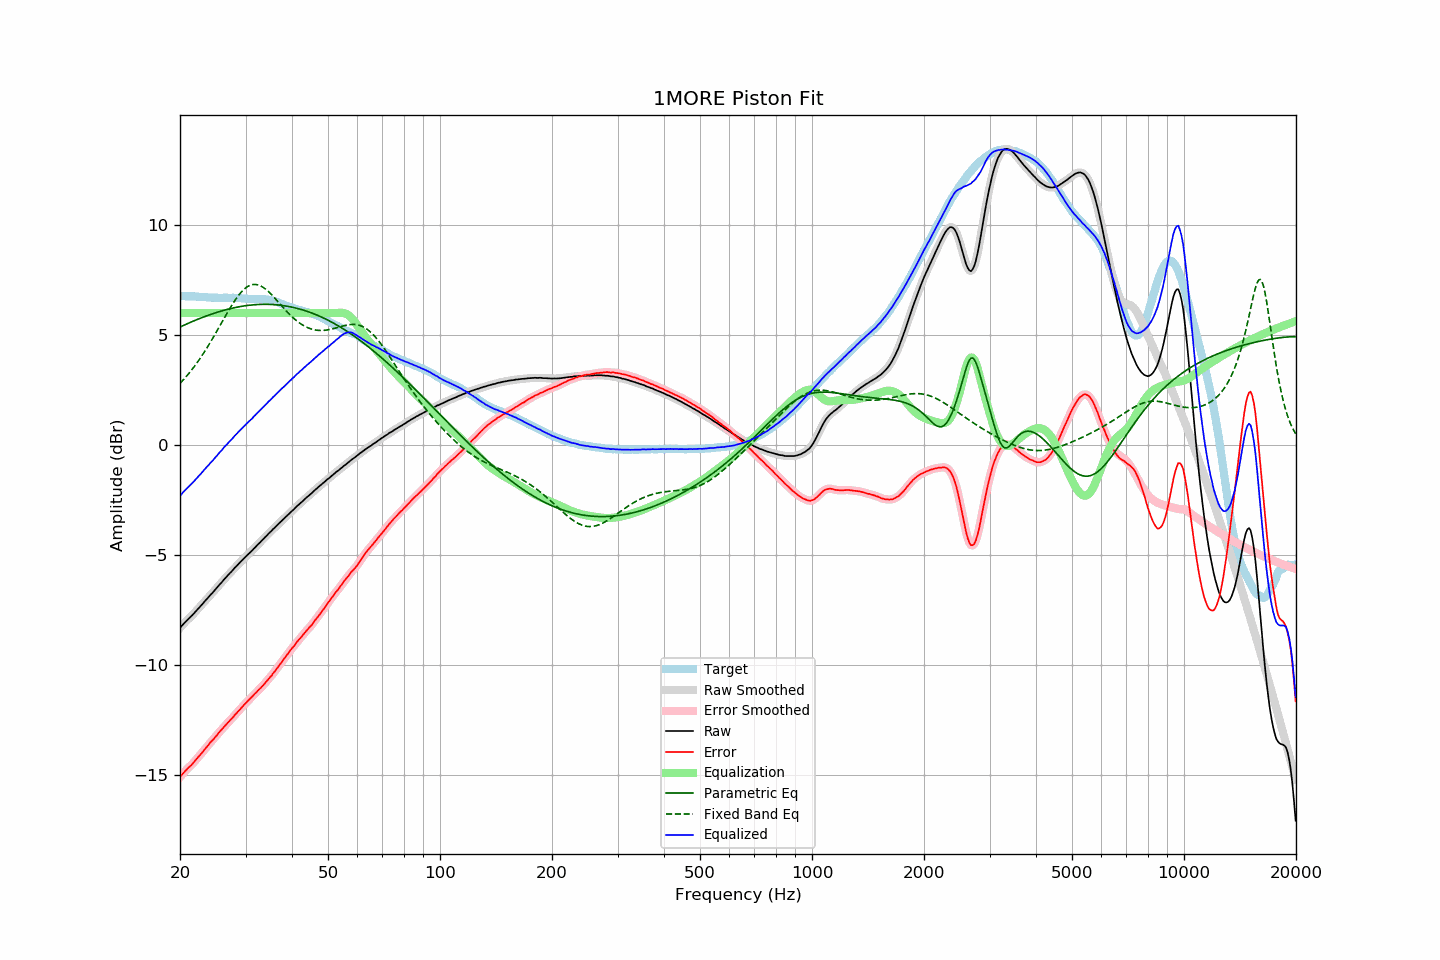 1MORE Piston Fit
Amplitude (dBr)
10
5
0
−5
−10
−15
Target
Raw Smoothed
Error Smoothed
Raw
Error
Equalization
Parametric Eq
Fixed Band Eq
Equalized
20 50 100 200 500 1000 2000 5000 10000 20000
Frequency (Hz)